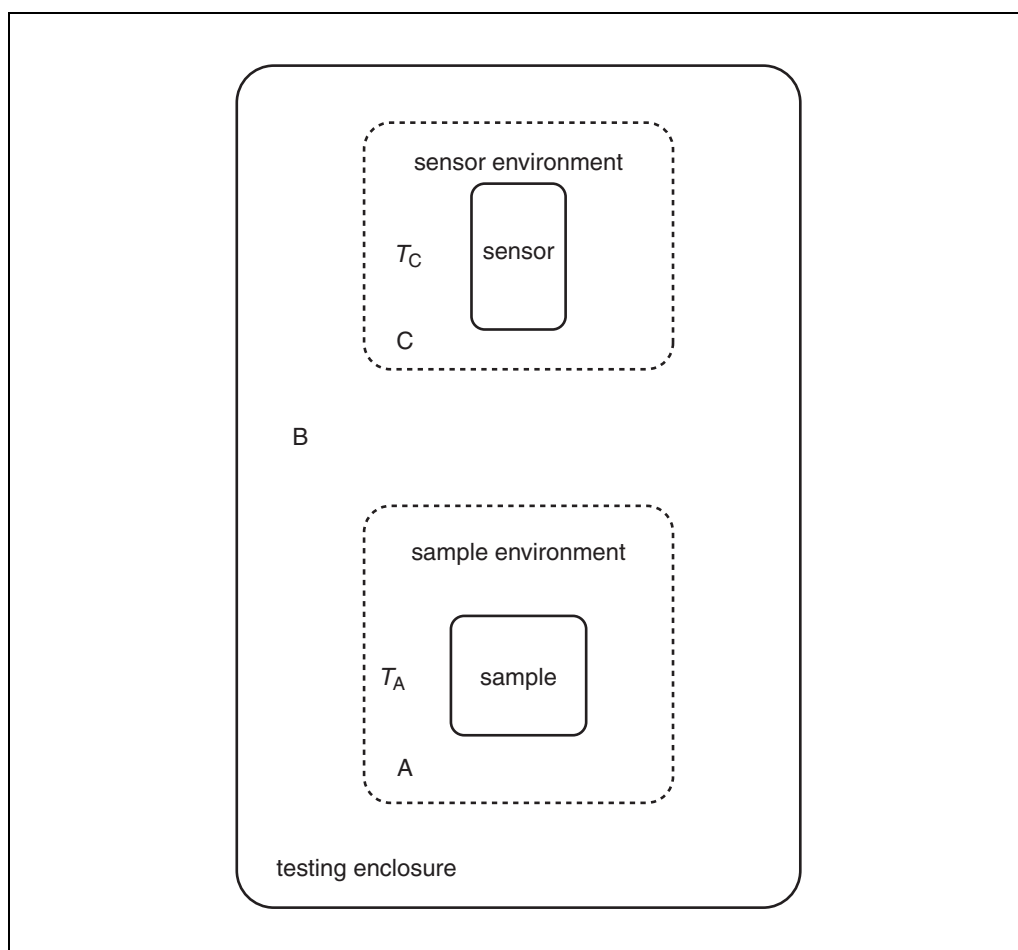 sensor environment
T_C
sensor
C
B
sample environment
T_A
sample
A
testing enclosure